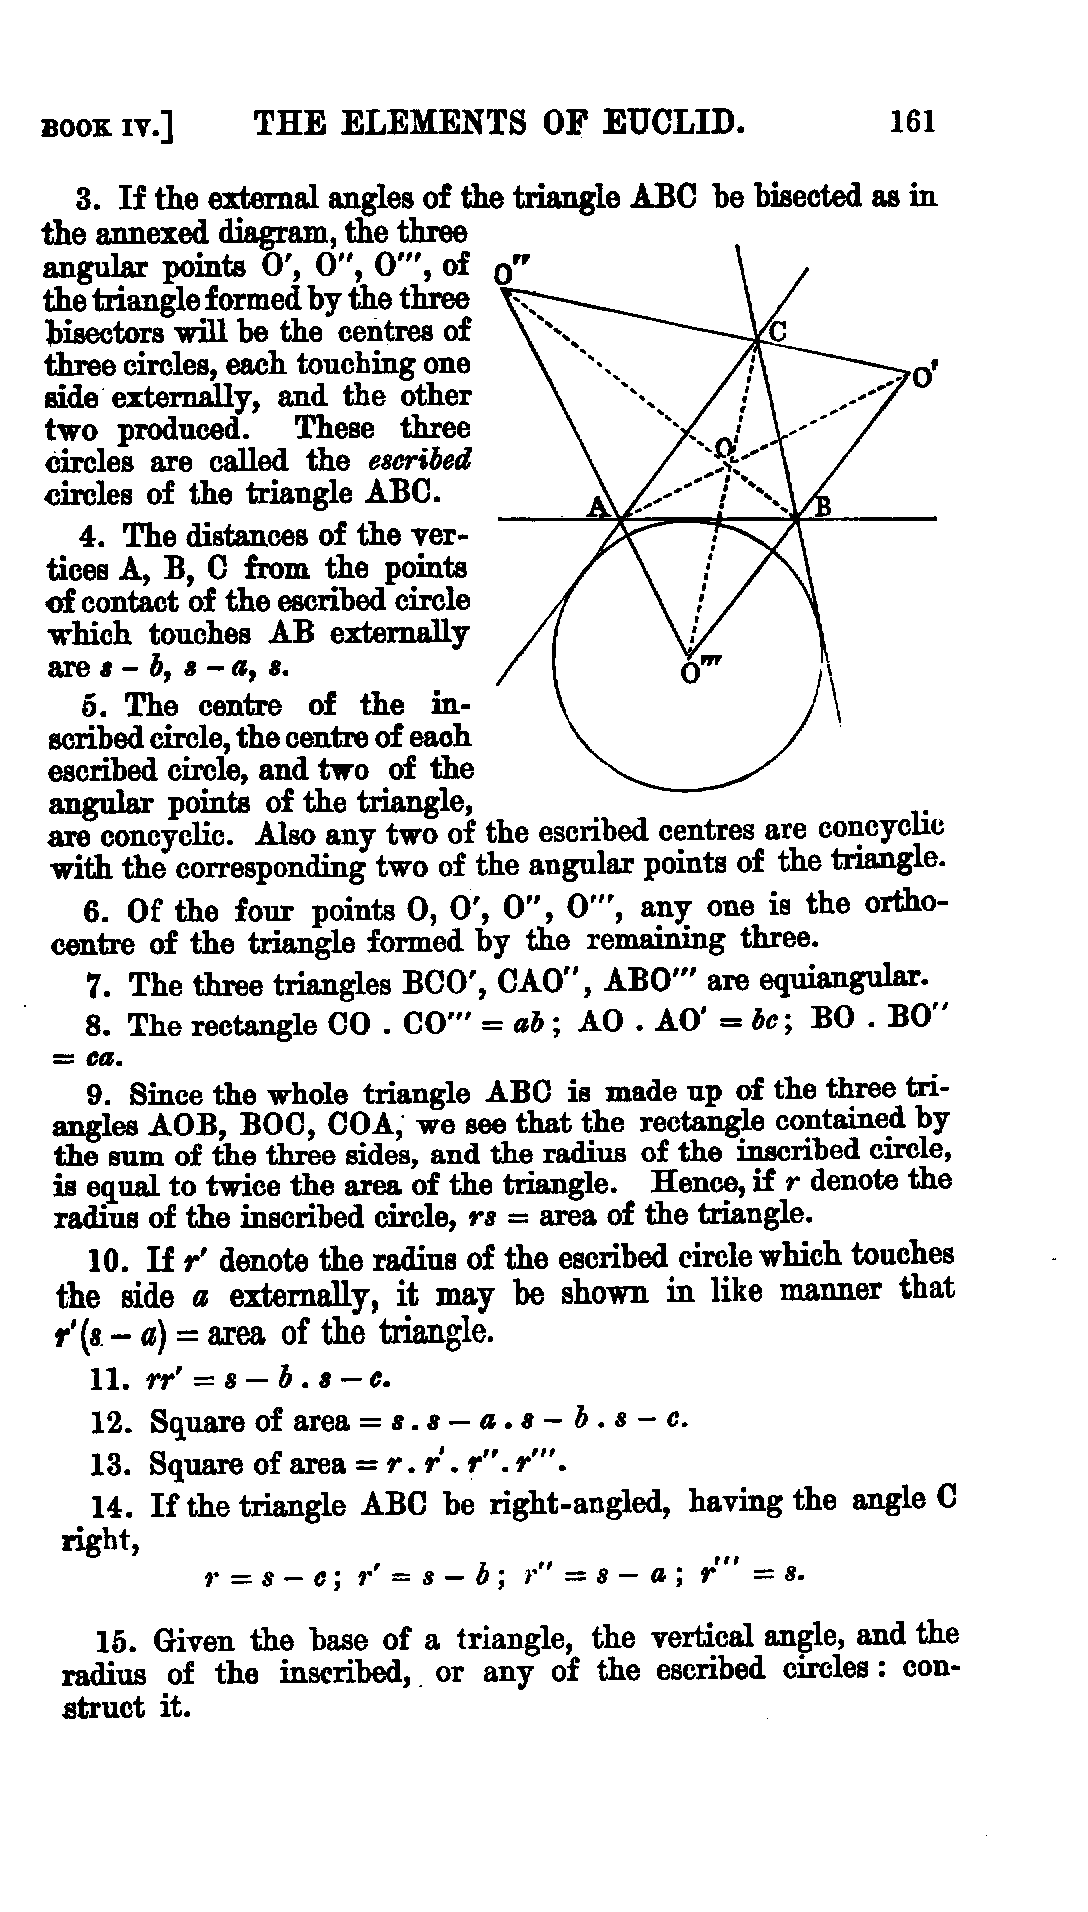 BOOK IV.] THE ELEMENTS OF EUCLID. 161
3. If the external angles of the triangle ABC be bisected as in
the annexed diagram, the three
angular points O′, O″, O‴, of
the triangle formed by the three
bisectors will be the centres of
three circles, each touching one
side externally, and the other
two produced. These three
circles are called the escribed
circles of the triangle ABC.
4. The distances of the ver-
tices A, B, C from the points
of contact of the escribed circle
which touches AB externally
are s − b, s − a, s.
5. The centre of the in-
scribed circle, the centre of each
escribed circle, and two of the
angular points of the triangle,
are concyclic. Also any two of the escribed centres are concyclic
with the corresponding two of the angular points of the triangle.
O″
C
O′
O
A
B
O‴
6. Of the four points O, O′, O″, O‴, any one is the ortho-
centre of the triangle formed by the remaining three.
7. The three triangles BCO′, CAO″, ABO‴ are equiangular.
8. The rectangle CO . CO‴ = ab; AO . AO′ = bc; BO . BO″
= ca.
9. Since the whole triangle ABC is made up of the three tri-
angles AOB, BOC, COA, we see that the rectangle contained by
the sum of the three sides, and the radius of the inscribed circle,
is equal to twice the area of the triangle. Hence, if r denote the
radius of the inscribed circle, rs = area of the triangle.
10. If r′ denote the radius of the escribed circle which touches
the side a externally, it may be shown in like manner that
r′(s − a) = area of the triangle.
11. rr′ = s − b . s − c.
12. Square of area = s . s − a . s − b . s − c.
13. Square of area = r . r′ . r″ . r‴.
14. If the triangle ABC be right-angled, having the angle C
right,
r = s − c; r′ = s − b; r″ = s − a; r‴ = s.
15. Given the base of a triangle, the vertical angle, and the
radius of the inscribed, or any of the escribed circles: con-
struct it.